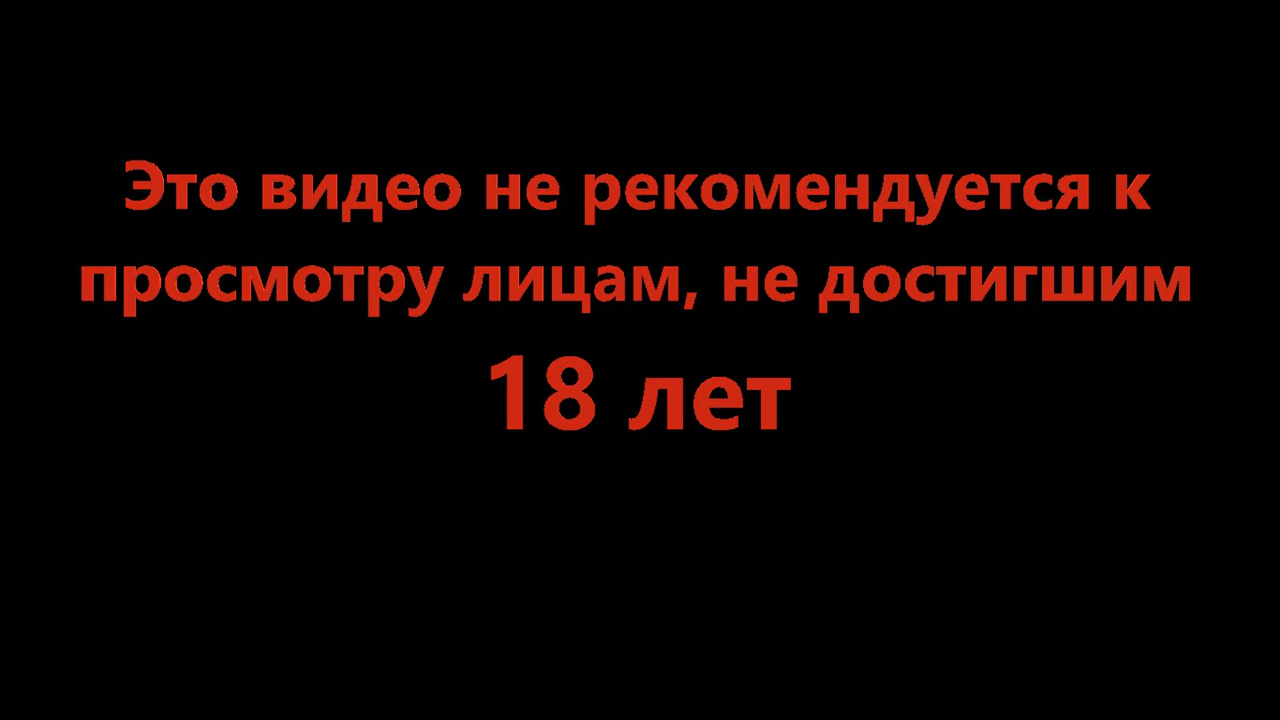 Это видео не рекомендуется к
просмотру лицам, не достигшим
18 лет